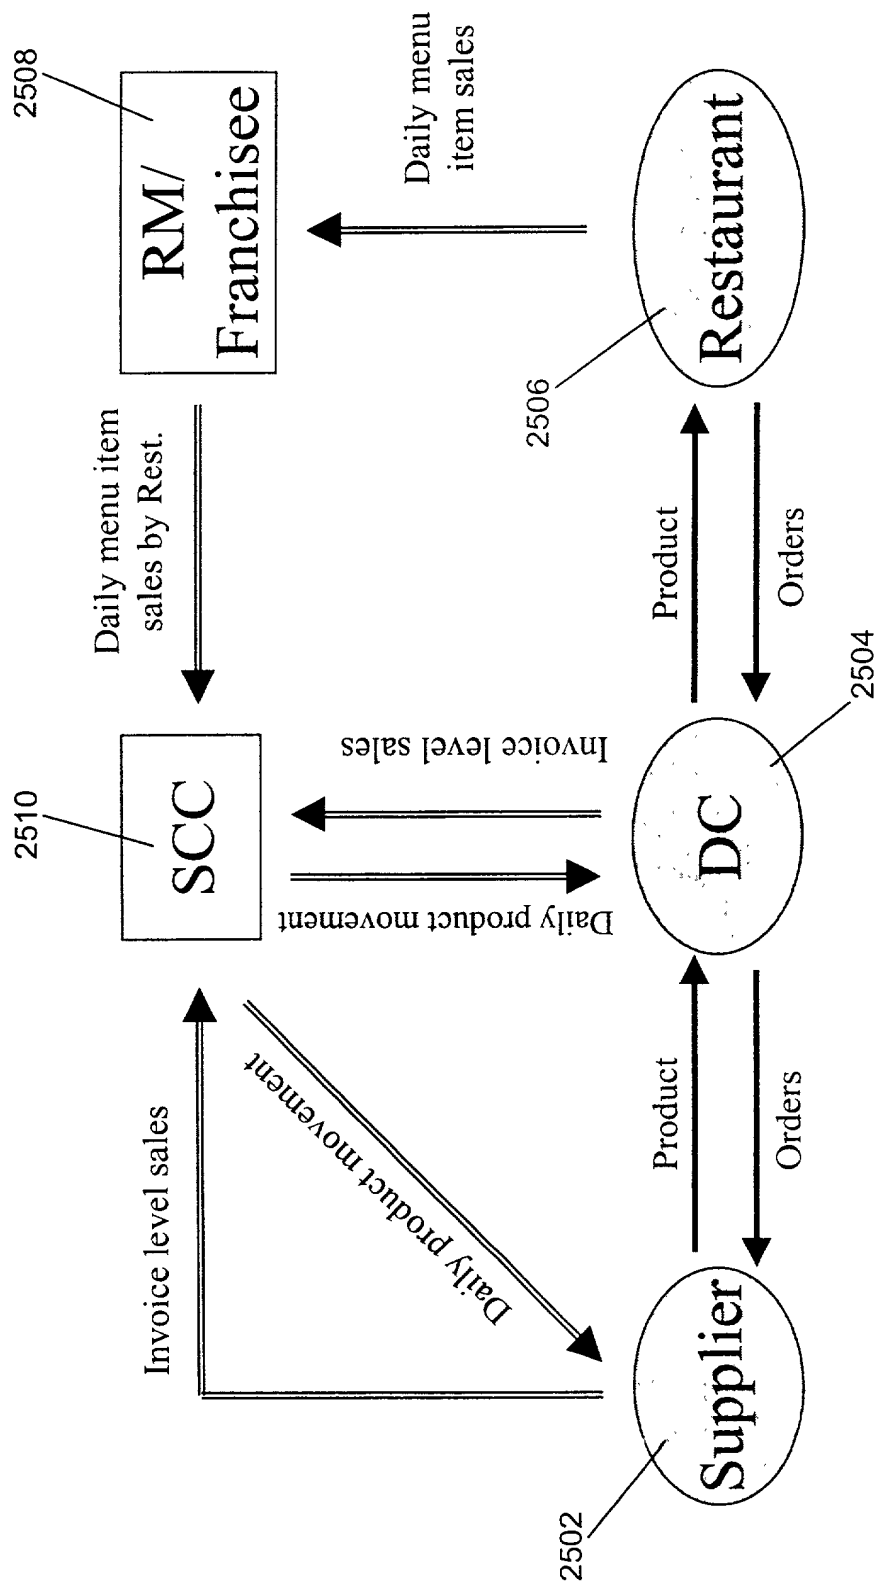 2510
2508
SCC
RM/
Franchisee
Invoice level sales
Daily menu item
sales by Rest.
Daily menu
item sales
Daily product movement
Daily product movement
Invoice level sales
2506
Product
Product
Supplier
DC
Restaurant
Orders
Orders
2502
2504